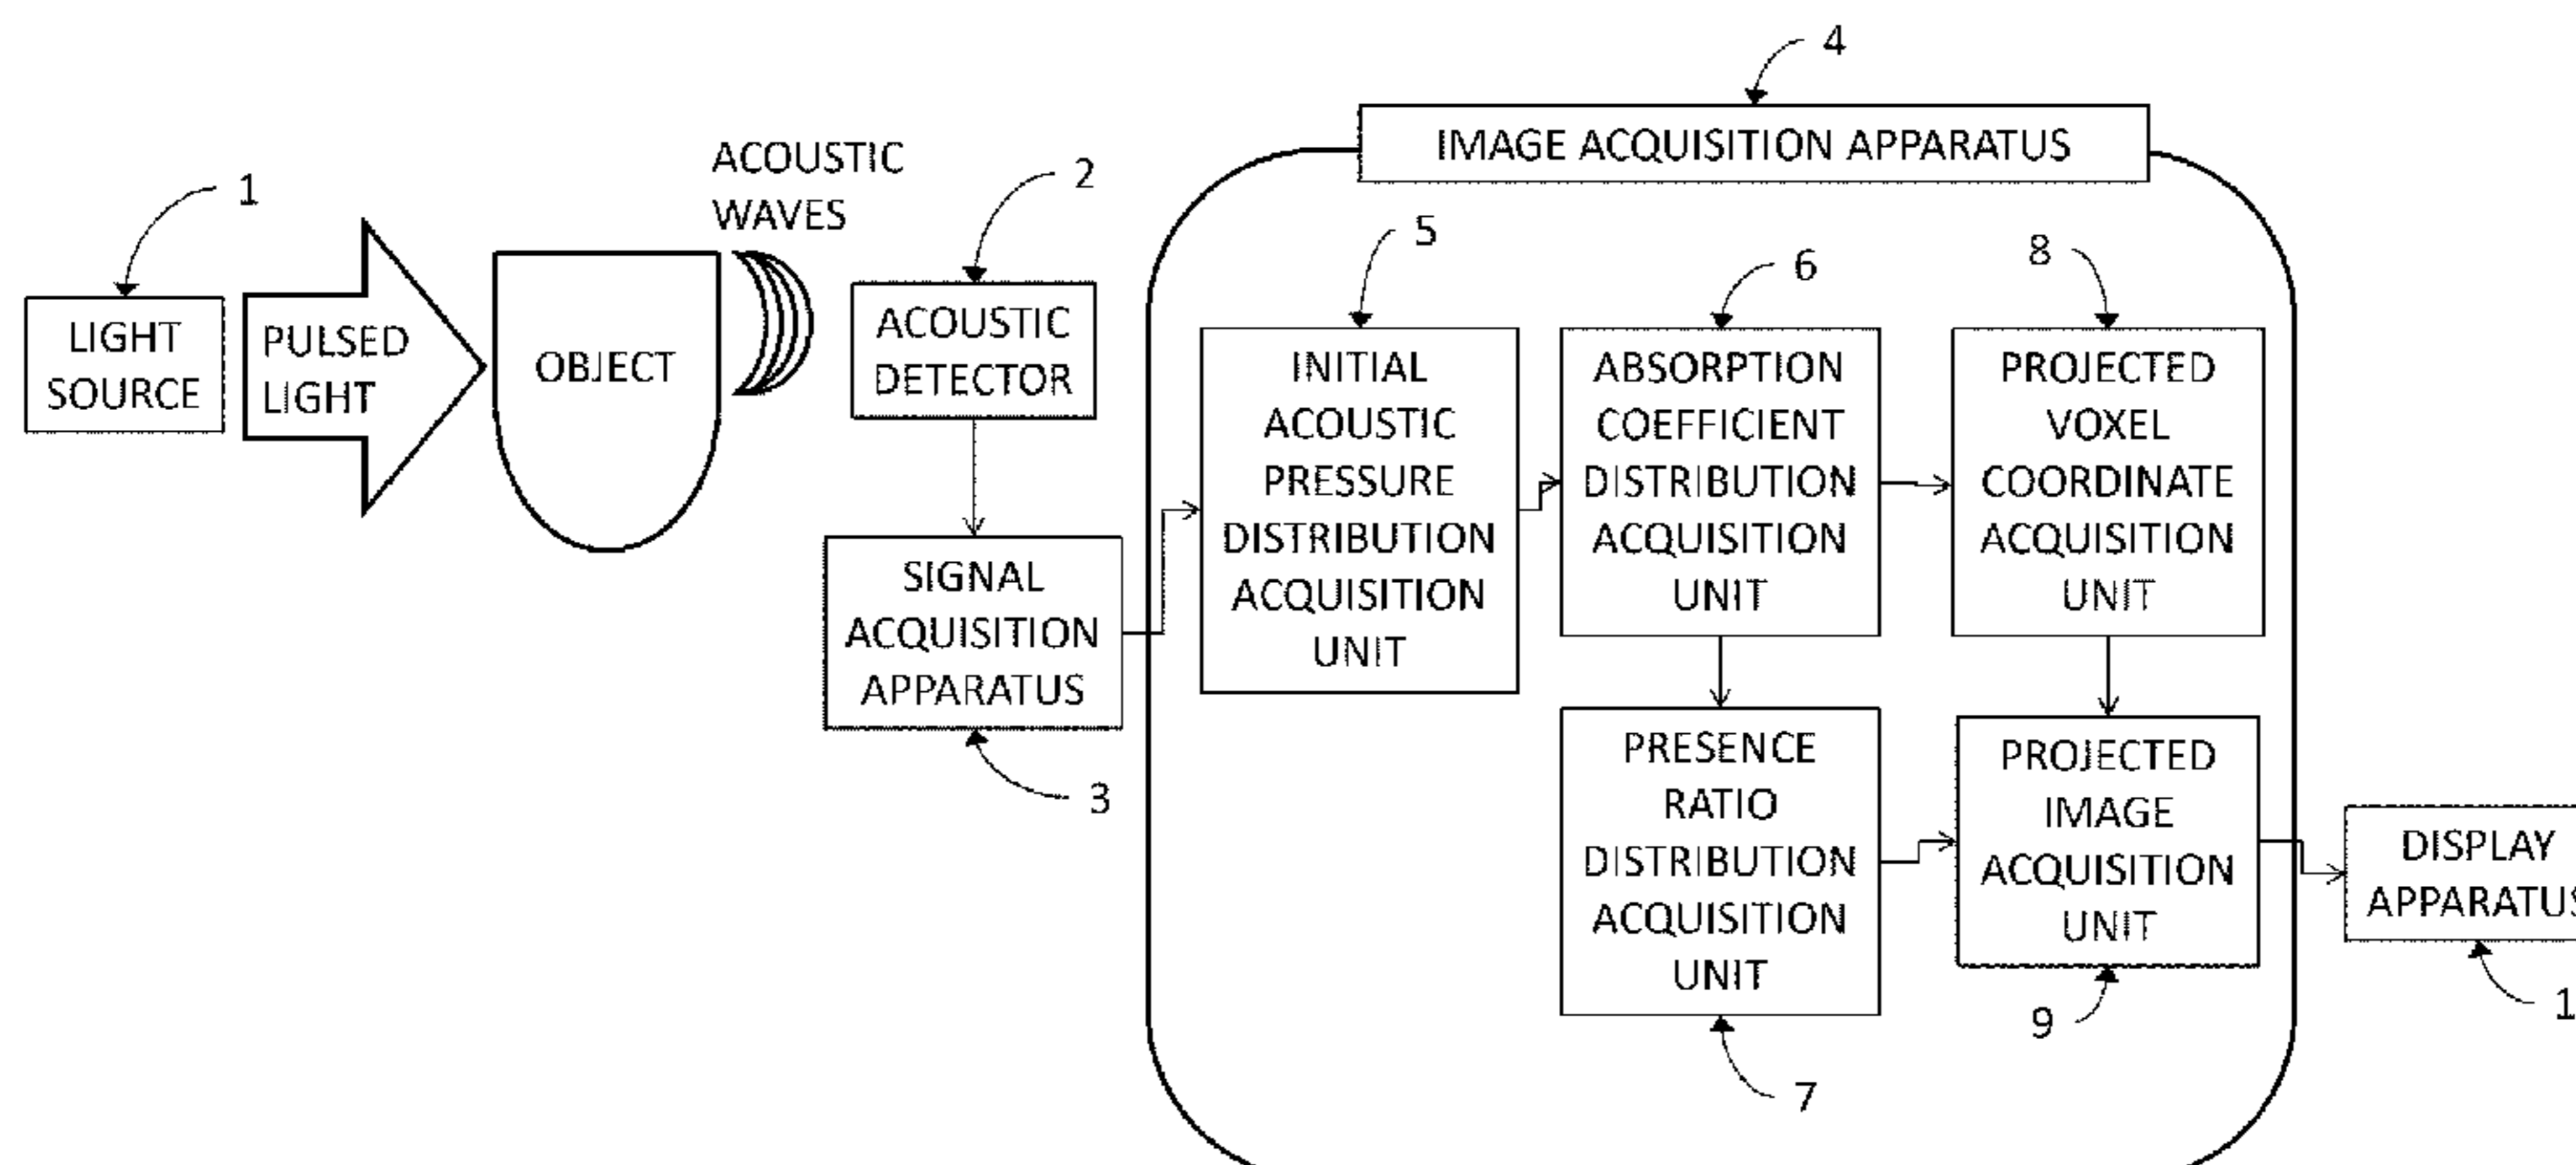 4
IMAGE ACQUISITION APPARATUS
ACOUSTIC
WAVES
1
2
LIGHT
SOURCE
PULSED
LIGHT
OBJECT
ACOUSTIC
DETECTOR
SIGNAL
ACQUISITION
APPARATUS
3
5
INITIAL
ACOUSTIC
PRESSURE
DISTRIBUTION
ACQUISITION
UNIT
6
ABSORPTION
COEFFICIENT
DISTRIBUTION
ACQUISITION
UNIT
8
PROJECTED
VOXEL
COORDINATE
ACQUISITION
UNIT
PRESENCE
RATIO
DISTRIBUTION
ACQUISITION
UNIT
7
PROJECTED
IMAGE
ACQUISITION
UNIT
9
DISPLAY
APPARATUS
1